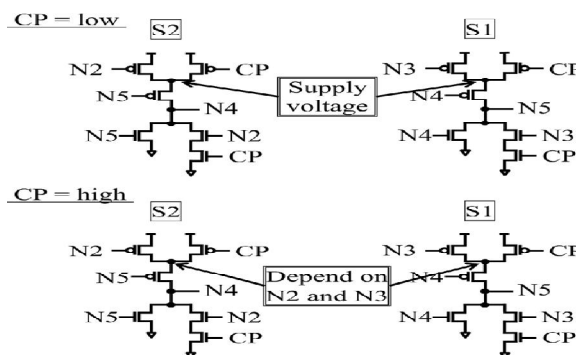 CP = low
S2
S1
N2
CP
N3
CP
N5
N4
Supply
voltage
N4
N5
N5
N2
CP
N4
N3
CP
CP = high
S2
S1
N2
CP
N3
CP
N5
N4
Depend on
N2 and N3
N4
N5
N5
N2
CP
N4
N3
CP